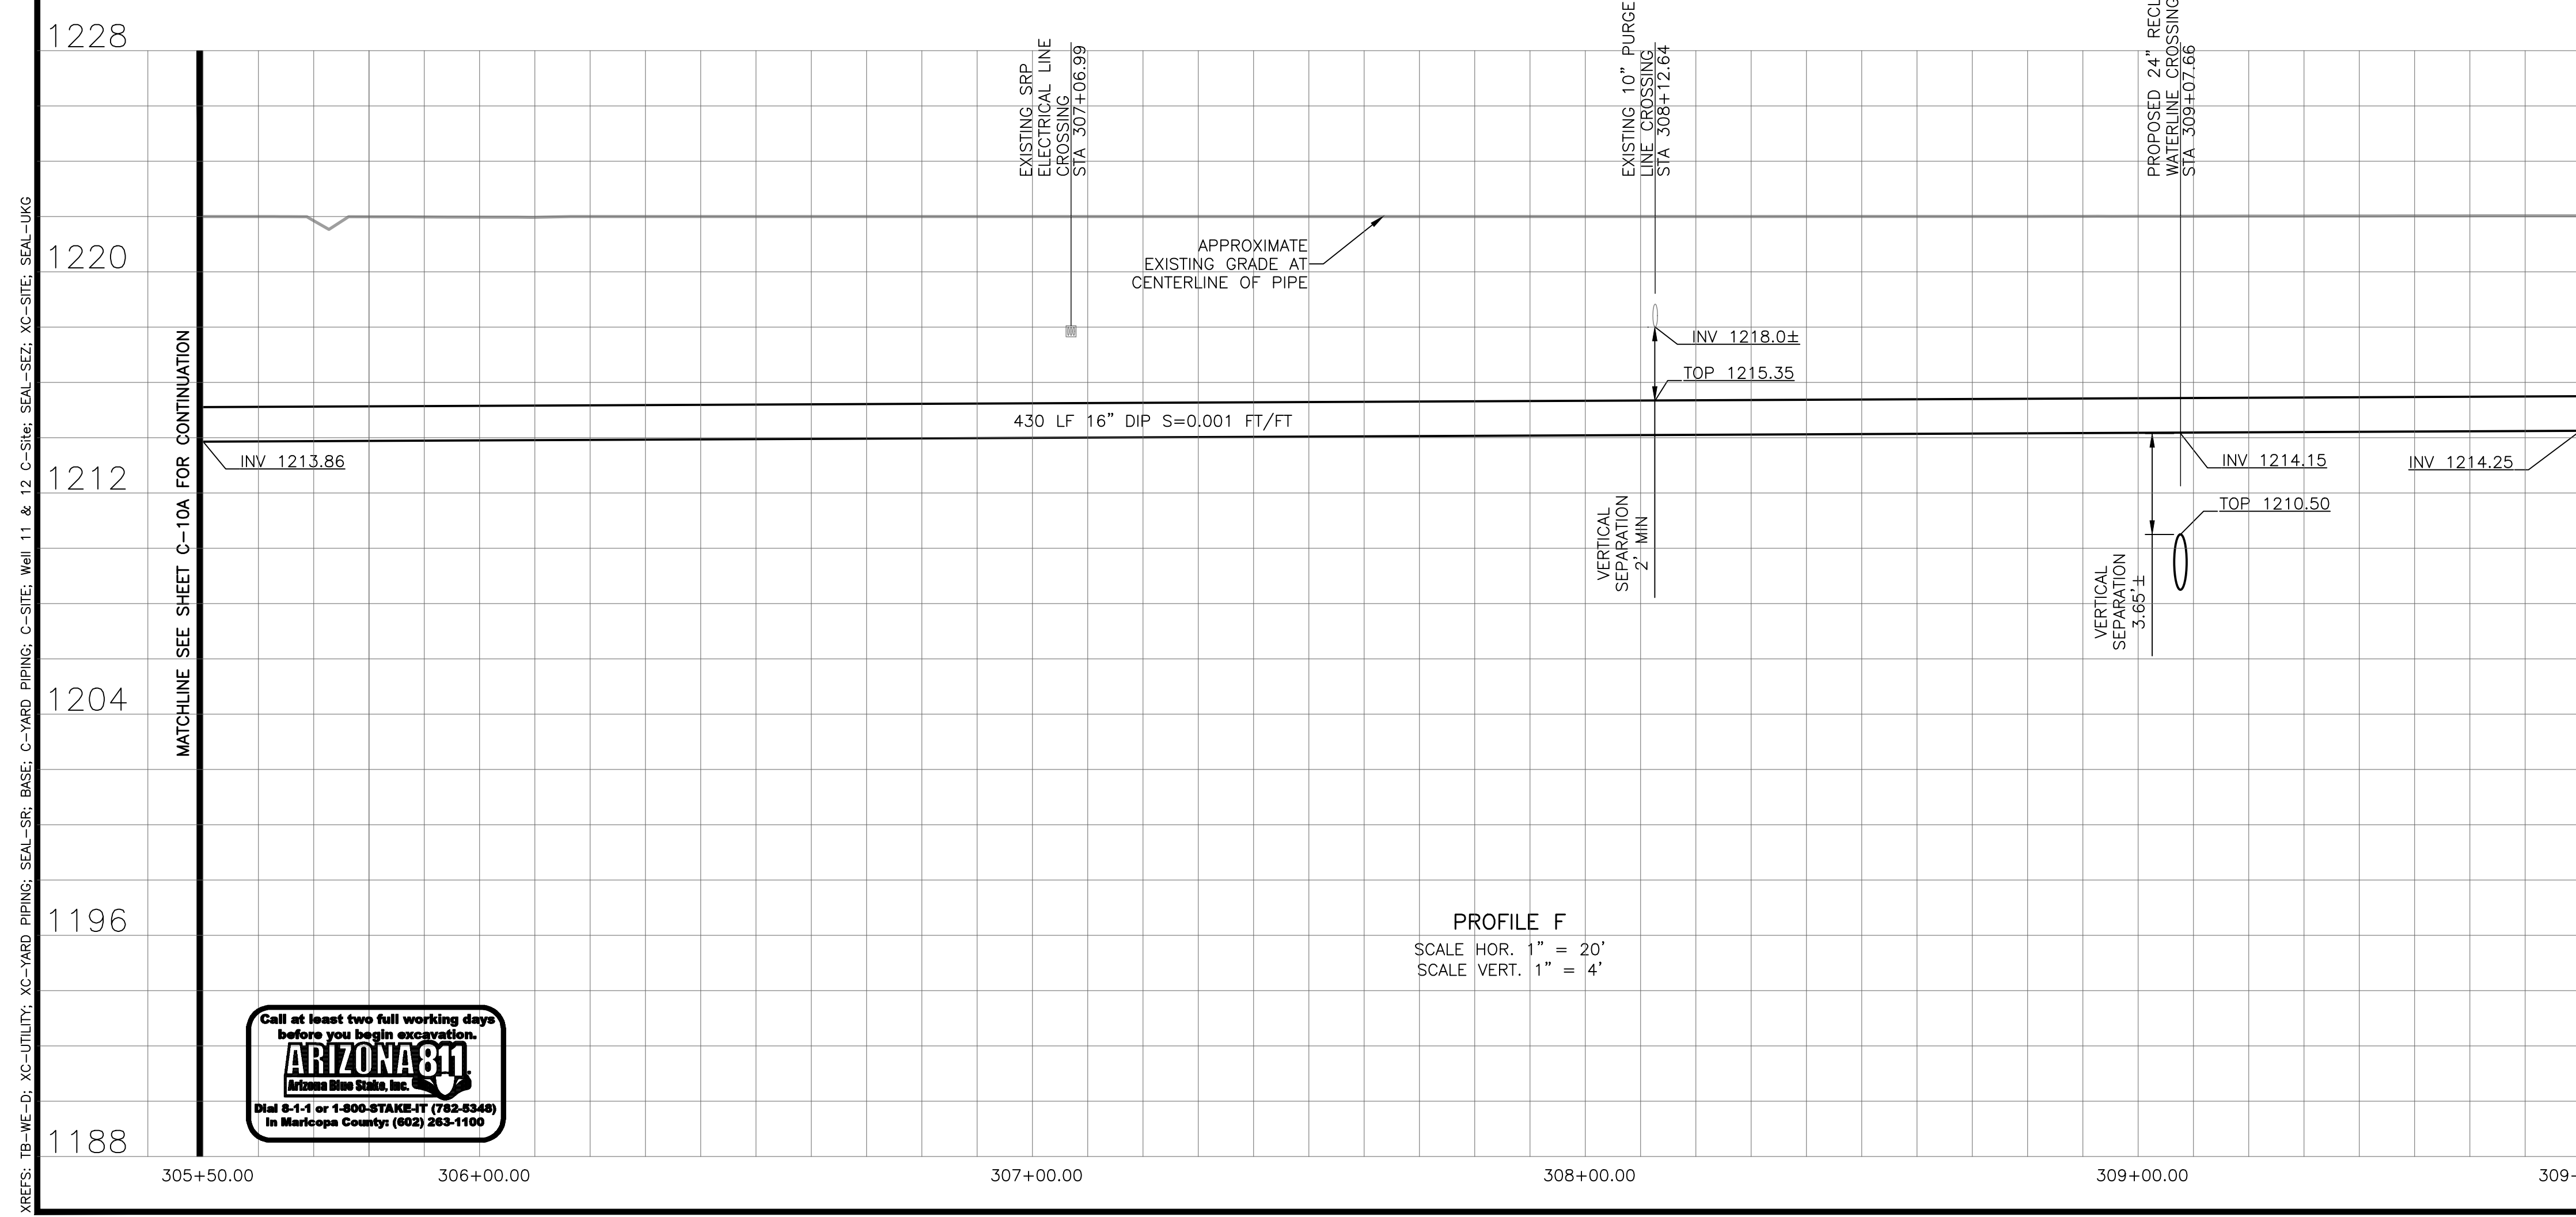 1228
1220
1212
1204
1196
1188
XREFS: TB-WE-D; XC-UTILITY; XC-YARD PIPING; SEAL-SR; BASE; C-YARD PIPING; C-SITE; Well 11 & 12 C-Site; SEAL-SEZ; XC-SITE; SEAL-UKG
MATCHLINE SEE SHEET C-10A FOR CONTINUATION
EXISTING SRP
ELECTRICAL LINE
CROSSING
STA 307+06.99
EXISTING 10" PURGE
LINE CROSSING
STA 308+12.64
PROPOSED 24"
WATERLINE CROSSING
STA 309+07.66
APPROXIMATE
EXISTING GRADE AT
CENTERLINE OF PIPE
INV 1218.0±
TOP 1215.35
430 LF 16" DIP S=0.001 FT/FT
INV 1213.86
INV 1214.15
INV 1214.25
TOP 1210.50
VERTICAL
SEPARATION
2' MIN
VERTICAL
SEPARATION
3.65'±
PROFILE F
SCALE HOR. 1" = 20'
SCALE VERT. 1" = 4'
Call at least two full working days
before you begin excavation.
ARIZONA 811
Arizona Blue Stake, Inc.
Dial 8-1-1 or 1-800-STAKE-IT (782-5348)
In Maricopa County: (602) 263-1100
305+50.00
306+00.00
307+00.00
308+00.00
309+00.00